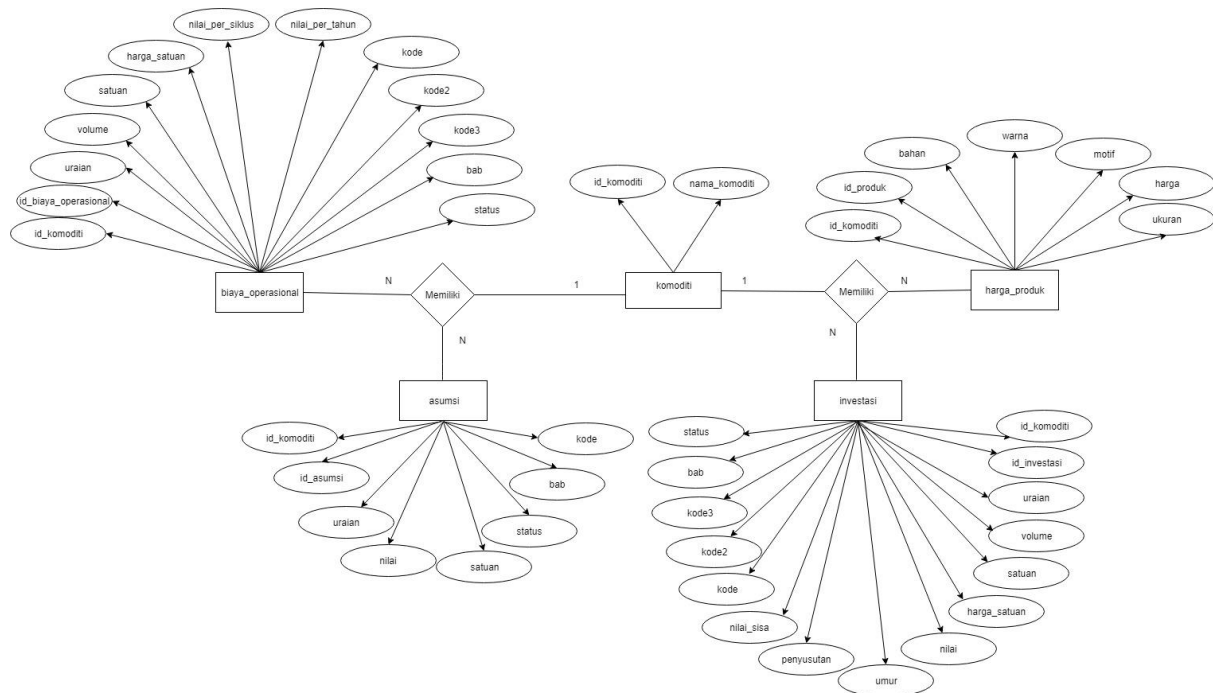 nilai_per_siklus
nilai_per_tahun
harga_satuan
kode
satuan
kode2
volume
kode3
uraian
bab
id_biaya_operasional
status
id_komoditi
biaya_operasional
N
Memiliki
1
N
id_komoditi
nama_komoditi
komoditi
1
Memiliki
N
N
warna
bahan
motif
id_produk
harga
id_komoditi
ukuran
harga_produk
asumsi
id_komoditi
kode
id_asumsi
bab
uraian
status
nilai
satuan
investasi
status
id_komoditi
bab
id_investasi
kode3
uraian
kode2
volume
kode
satuan
nilai_sisa
harga_satuan
penyusutan
nilai
umur